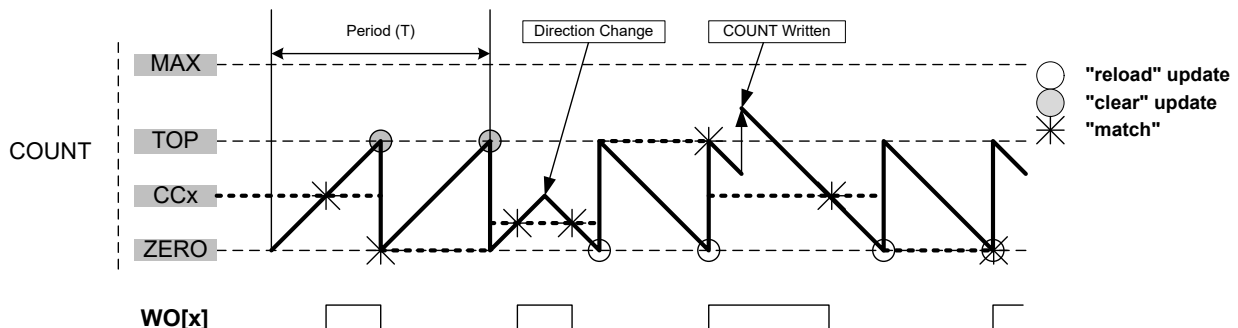 Period (T)
Direction Change
COUNT Written
MAX
"reload" update
"clear" update
TOP
"match"
COUNT
CCx
ZERO
WO[x]